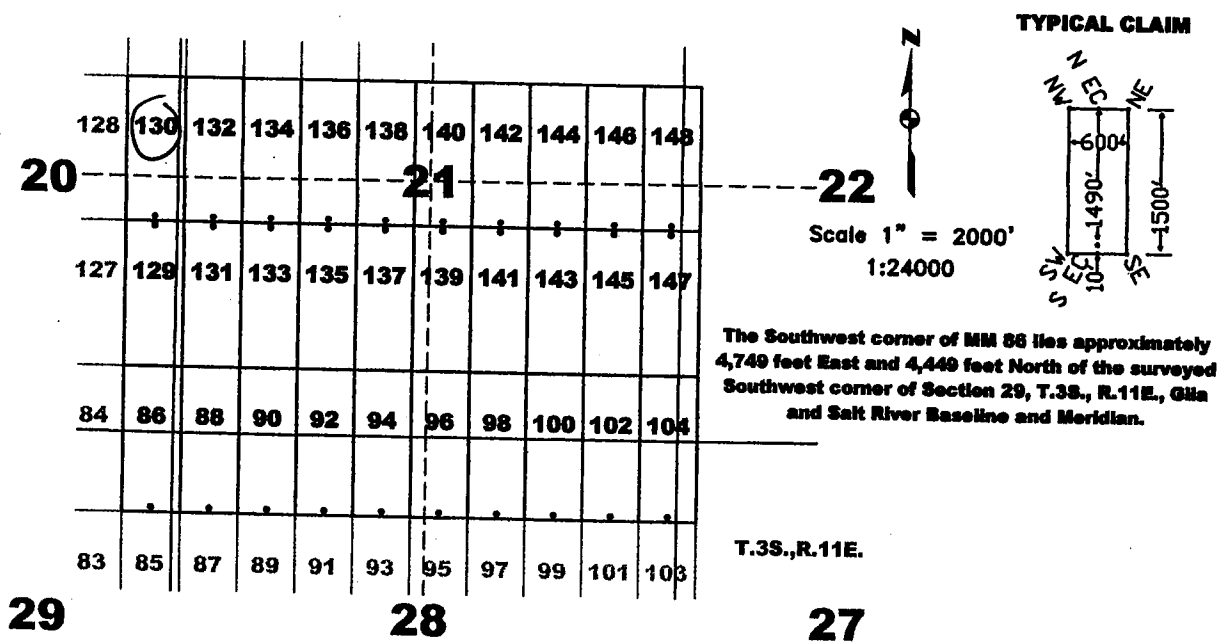 TYPICAL CLAIM
N
NW N EC NE
600'
1490'
1500'
SW S EC SE
10'
128 130 132 134 136 138 140 142 144 146 148
20 21 22
Scale 1" = 2000'
1:24000
127 129 131 133 135 137 139 141 143 145 147
The Southwest corner of MM 86 lies approximately
4,749 feet East and 4,449 feet North of the surveyed
Southwest corner of Section 29, T.3S., R.11E., Gila
and Salt River Baseline and Meridian.
84 86 88 90 92 94 96 98 100 102 104
T.3S.,R.11E.
83 85 87 89 91 93 95 97 99 101 103
29 28 27